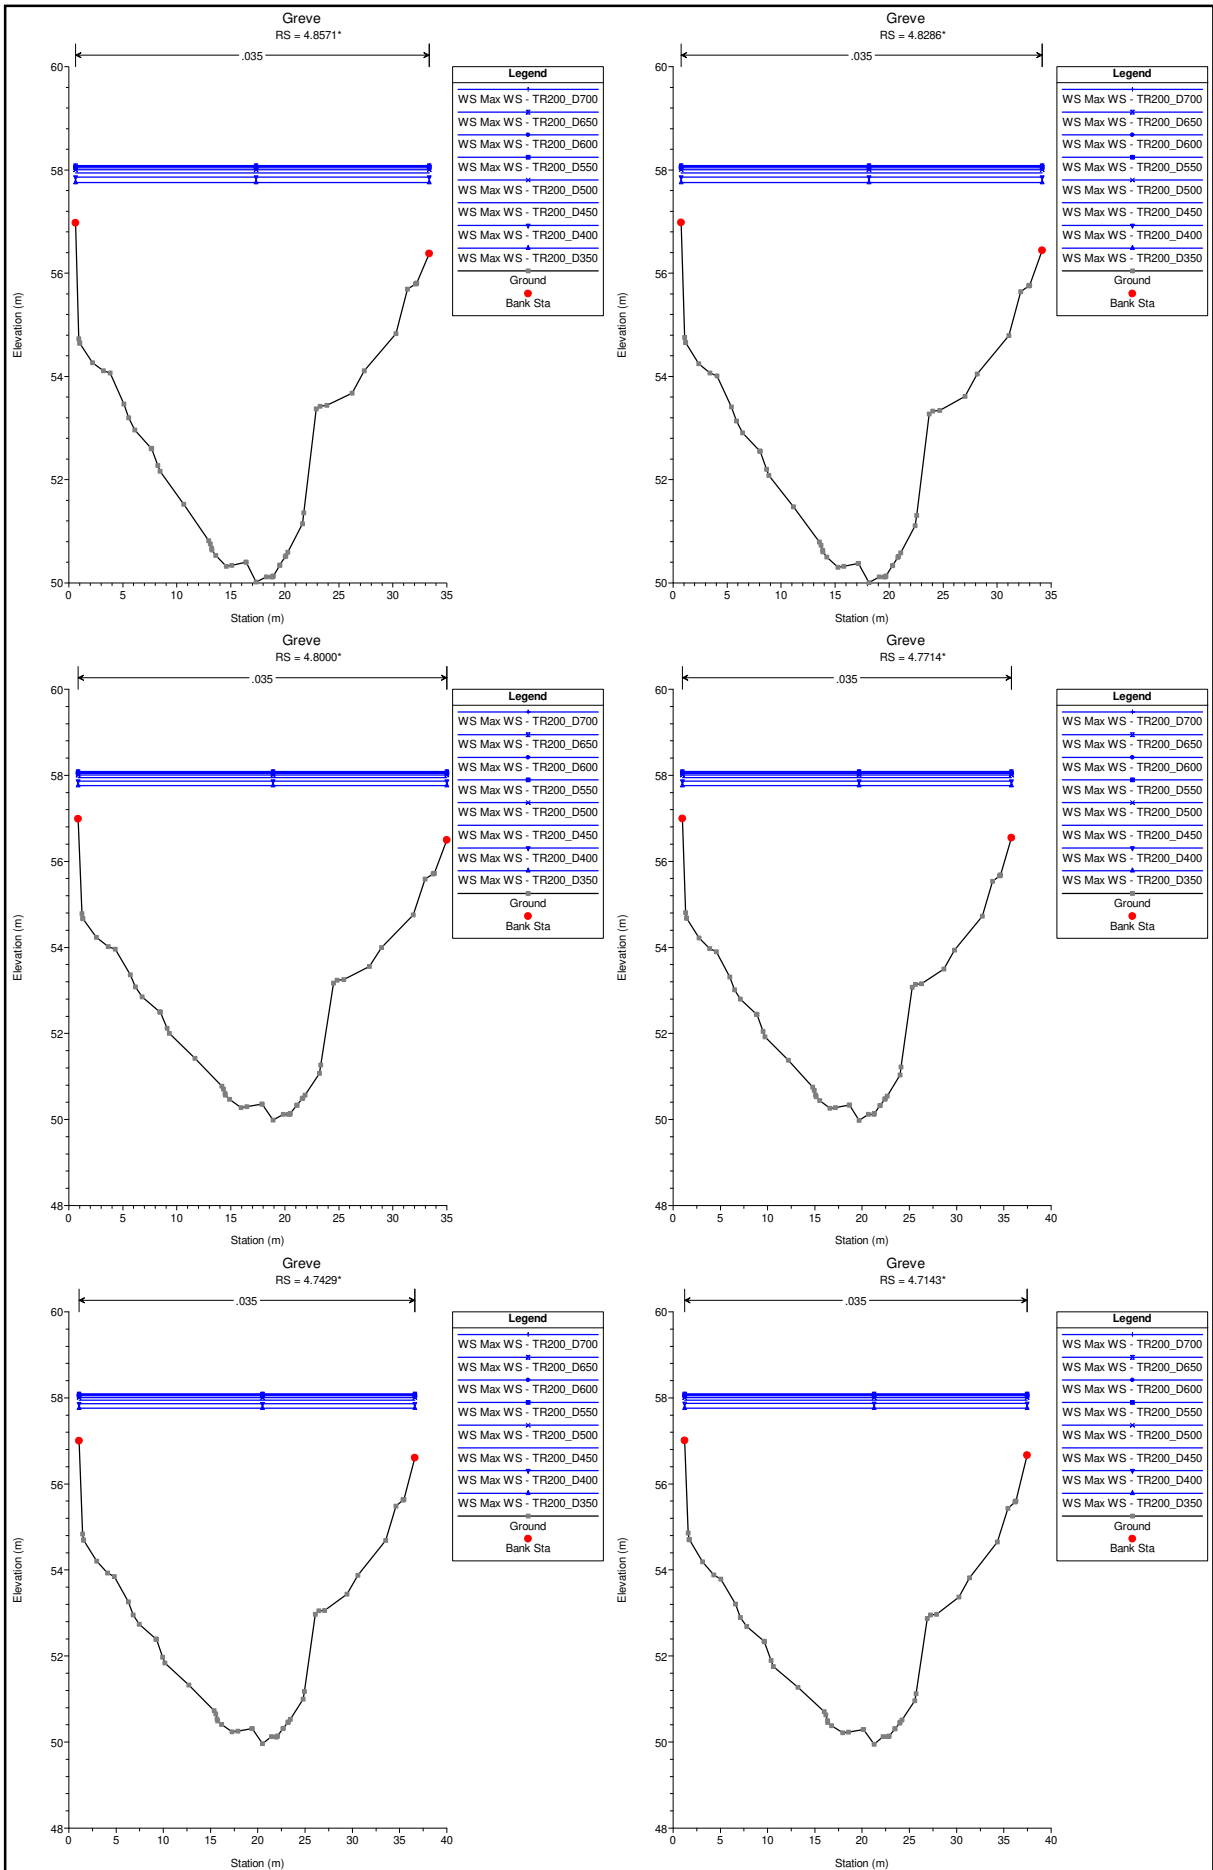 Greve
RS = 4.8571*
.035
Legend
WS Max WS - TR200_D700
WS Max WS - TR200_D650
WS Max WS - TR200_D600
WS Max WS - TR200_D550
WS Max WS - TR200_D500
WS Max WS - TR200_D450
WS Max WS - TR200_D400
WS Max WS - TR200_D350
Ground
Bank Sta
60
58
56
54
52
50
Elevation (m)
0 5 10 15 20 25 30 35
Station (m)
Greve
RS = 4.8286*
.035
Legend
WS Max WS - TR200_D700
WS Max WS - TR200_D650
WS Max WS - TR200_D600
WS Max WS - TR200_D550
WS Max WS - TR200_D500
WS Max WS - TR200_D450
WS Max WS - TR200_D400
WS Max WS - TR200_D350
Ground
Bank Sta
60
58
56
54
52
50
Elevation (m)
0 5 10 15 20 25 30 35
Station (m)
Greve
RS = 4.8000*
.035
Legend
WS Max WS - TR200_D700
WS Max WS - TR200_D650
WS Max WS - TR200_D600
WS Max WS - TR200_D550
WS Max WS - TR200_D500
WS Max WS - TR200_D450
WS Max WS - TR200_D400
WS Max WS - TR200_D350
Ground
Bank Sta
60
58
56
54
52
50
48
Elevation (m)
0 5 10 15 20 25 30 35
Station (m)
Greve
RS = 4.7714*
.035
Legend
WS Max WS - TR200_D700
WS Max WS - TR200_D650
WS Max WS - TR200_D600
WS Max WS - TR200_D550
WS Max WS - TR200_D500
WS Max WS - TR200_D450
WS Max WS - TR200_D400
WS Max WS - TR200_D350
Ground
Bank Sta
60
58
56
54
52
50
48
Elevation (m)
0 5 10 15 20 25 30 35 40
Station (m)
Greve
RS = 4.7429*
.035
Legend
WS Max WS - TR200_D700
WS Max WS - TR200_D650
WS Max WS - TR200_D600
WS Max WS - TR200_D550
WS Max WS - TR200_D500
WS Max WS - TR200_D450
WS Max WS - TR200_D400
WS Max WS - TR200_D350
Ground
Bank Sta
60
58
56
54
52
50
48
Elevation (m)
0 5 10 15 20 25 30 35 40
Station (m)
Greve
RS = 4.7143*
.035
Legend
WS Max WS - TR200_D700
WS Max WS - TR200_D650
WS Max WS - TR200_D600
WS Max WS - TR200_D550
WS Max WS - TR200_D500
WS Max WS - TR200_D450
WS Max WS - TR200_D400
WS Max WS - TR200_D350
Ground
Bank Sta
60
58
56
54
52
50
48
Elevation (m)
0 5 10 15 20 25 30 35 40
Station (m)